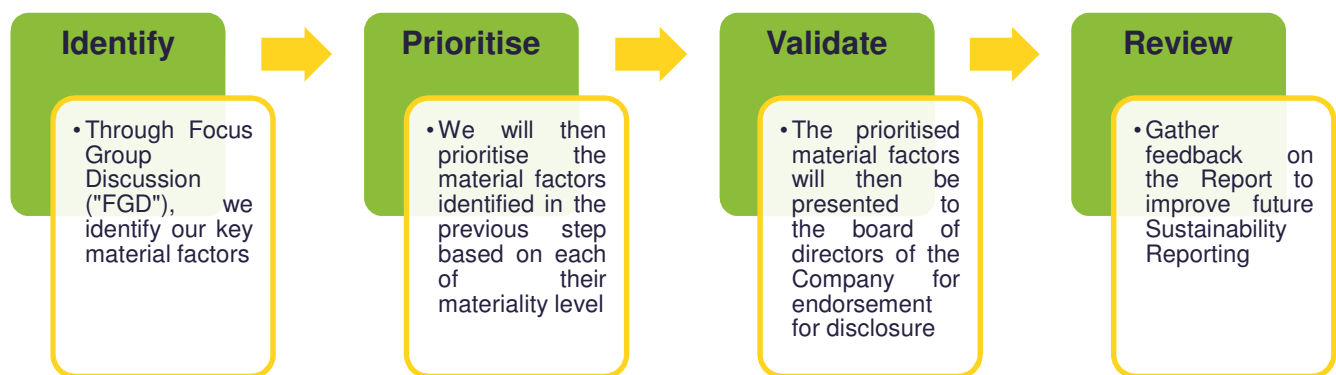 Identify
• Through Focus
Group
Discussion
("FGD"), we
identify our key
material factors
Prioritise
• We will then
prioritise the
material factors
identified in the
previous step
based on each
of their
materiality level
Validate
• The prioritised
material factors
will then be
presented to
the board of
directors of the
Company for
endorsement
for disclosure
Review
• Gather
feedback on
the Report to
improve future
Sustainability
Reporting